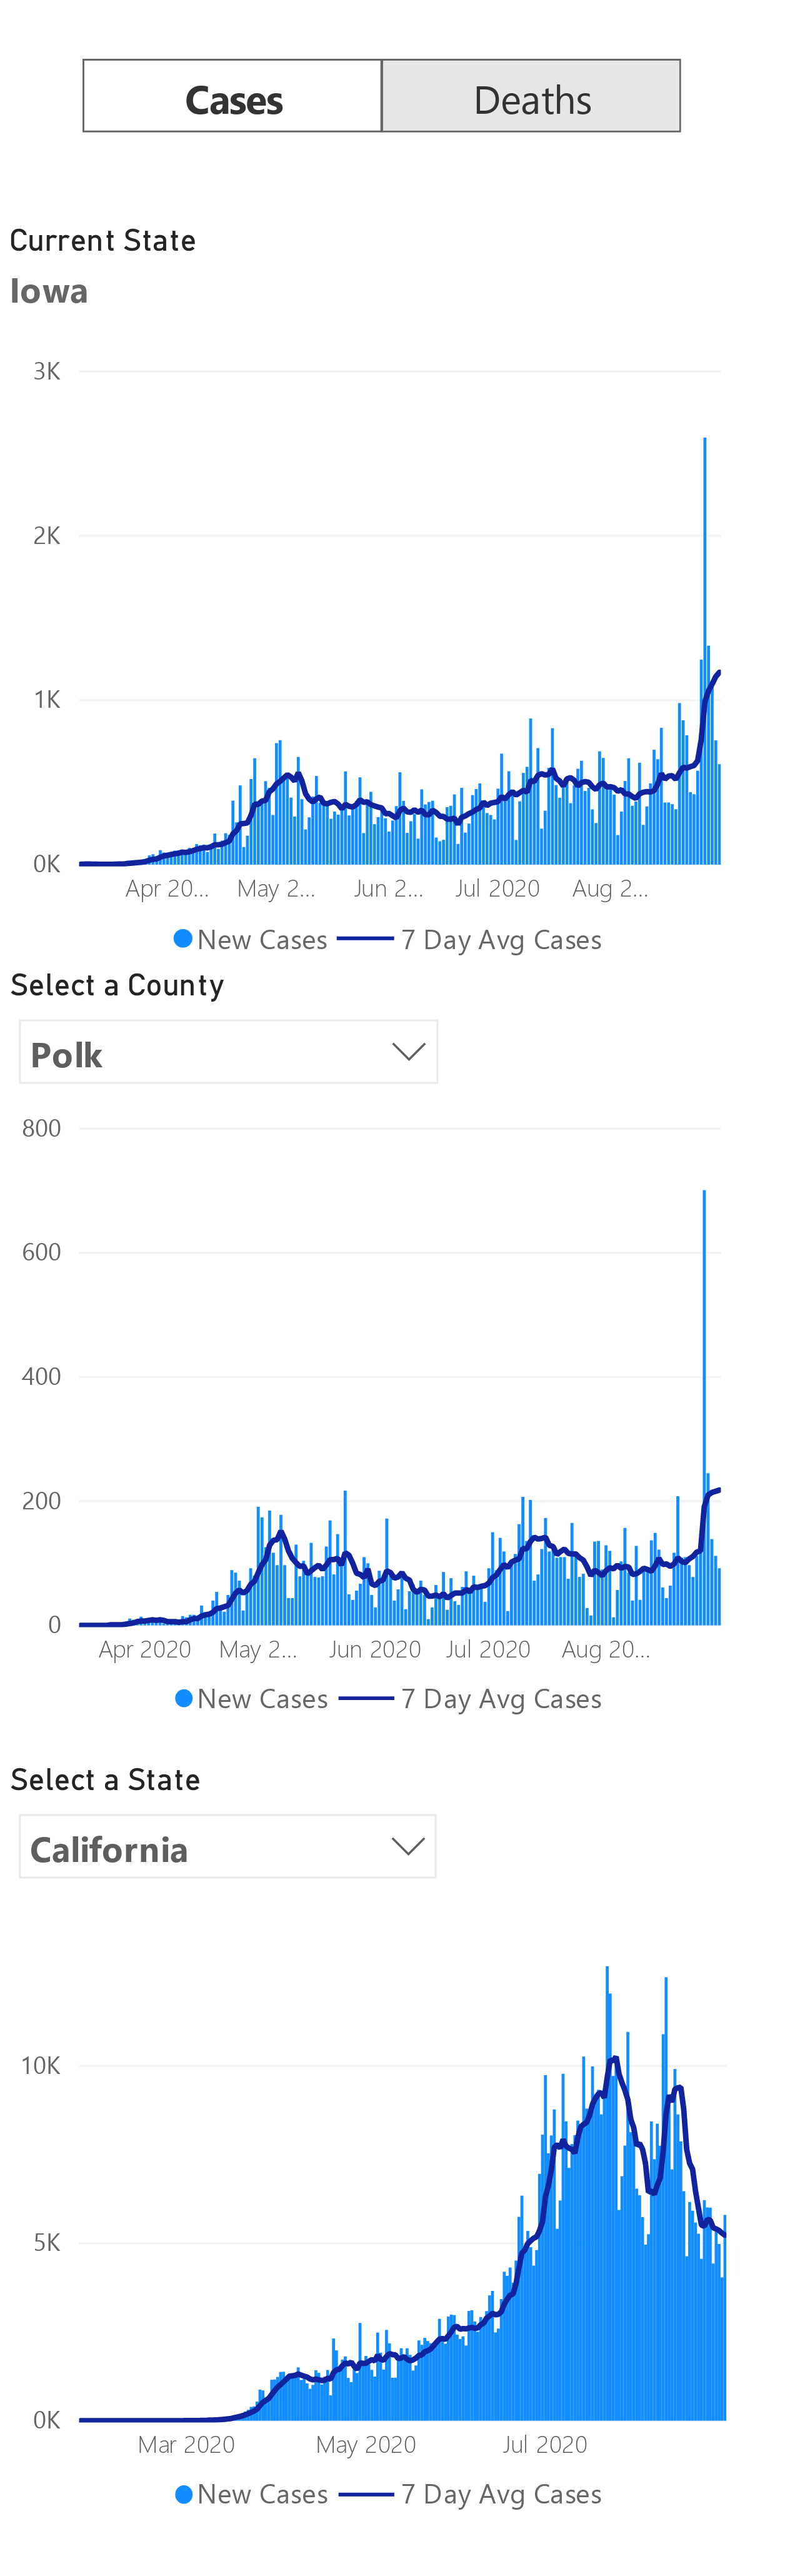 Cases Deaths
Current State
Iowa
3K
2K
1K
0K
Apr 20... May 2... Jun 2... Jul 2020 Aug 2...
New Cases 7 Day Avg Cases
Select a County
Polk
800
600
400
200
0
Apr 2020 May 2... Jun 2020 Jul 2020 Aug 20...
New Cases 7 Day Avg Cases
Select a State
California
10K
5K
0K
Mar 2020 May 2020 Jul 2020
New Cases 7 Day Avg Cases